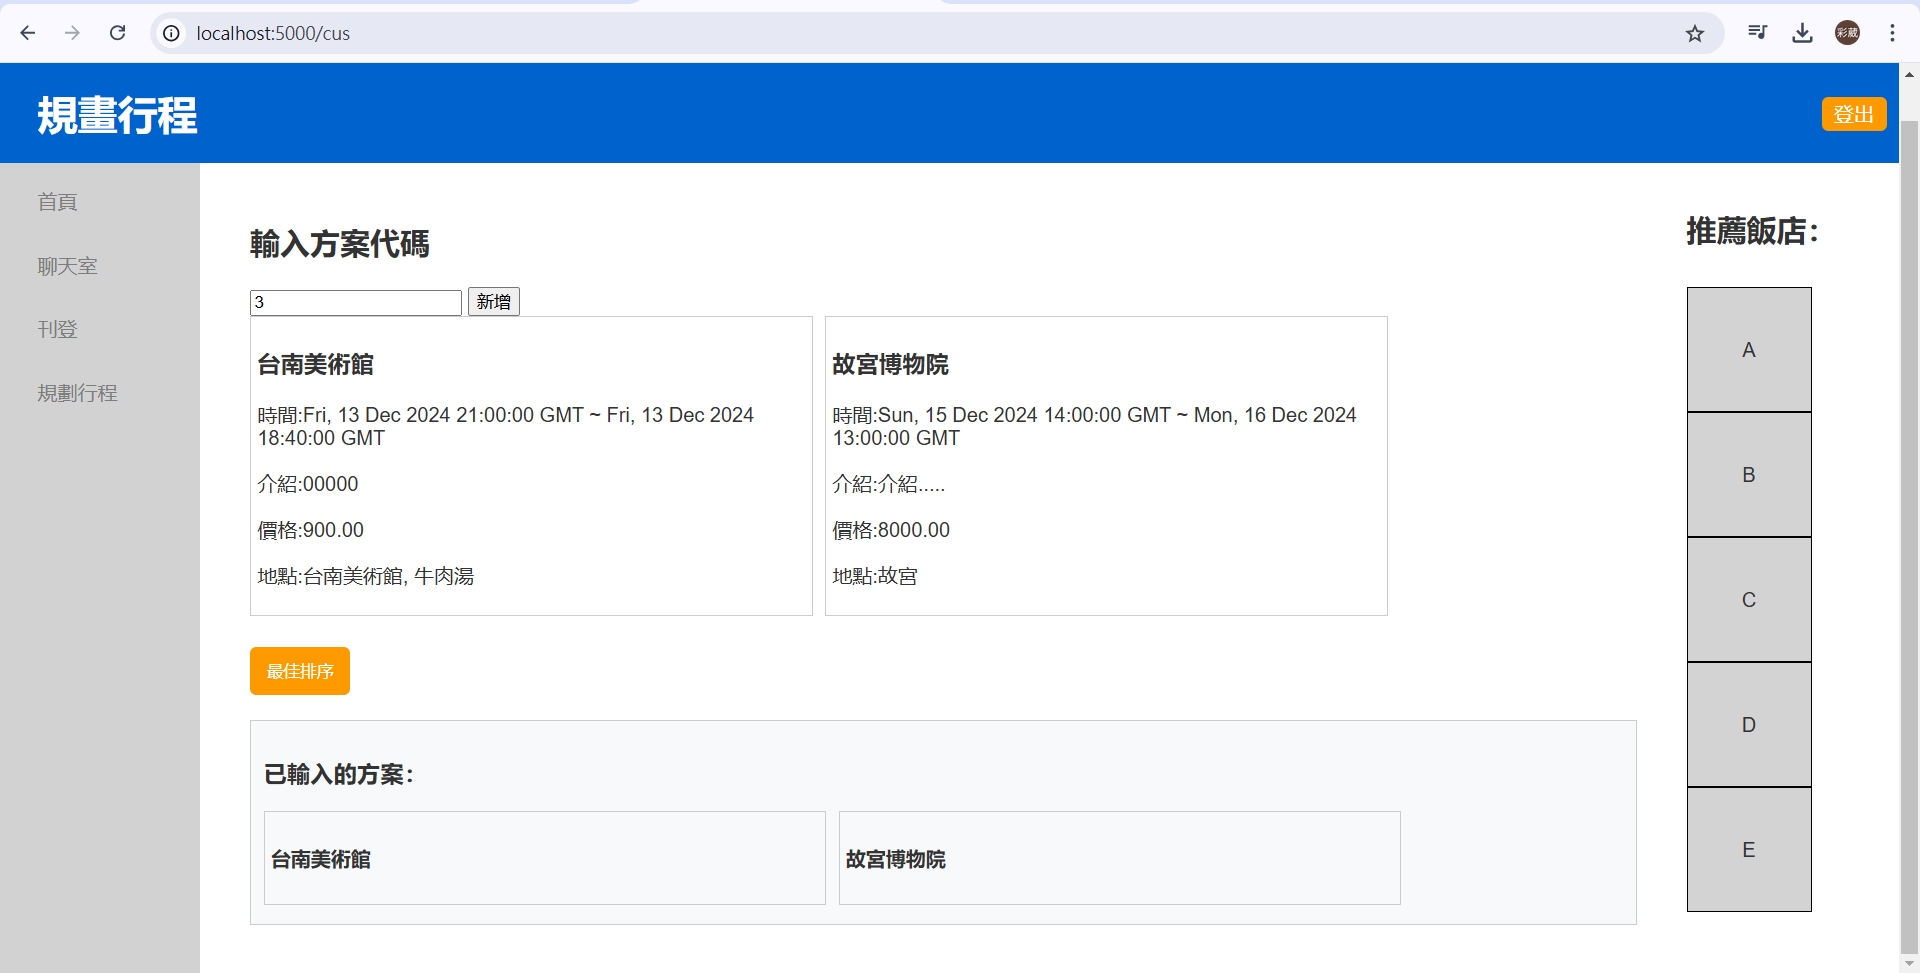 localhost:5000/cus
彩葳
規畫行程
登出
首頁
聊天室
刊登
規劃行程
輸入方案代碼
3
新增
台南美術館
時間:Fri, 13 Dec 2024 21:00:00 GMT ~ Fri, 13 Dec 2024
18:40:00 GMT
介紹:00000
價格:900.00
地點:台南美術館, 牛肉湯
故宮博物院
時間:Sun, 15 Dec 2024 14:00:00 GMT ~ Mon, 16 Dec 2024
13:00:00 GMT
介紹:介紹.....
價格:8000.00
地點:故宮
最佳排序
已輸入的方案:
台南美術館
故宮博物院
推薦飯店:
A
B
C
D
E